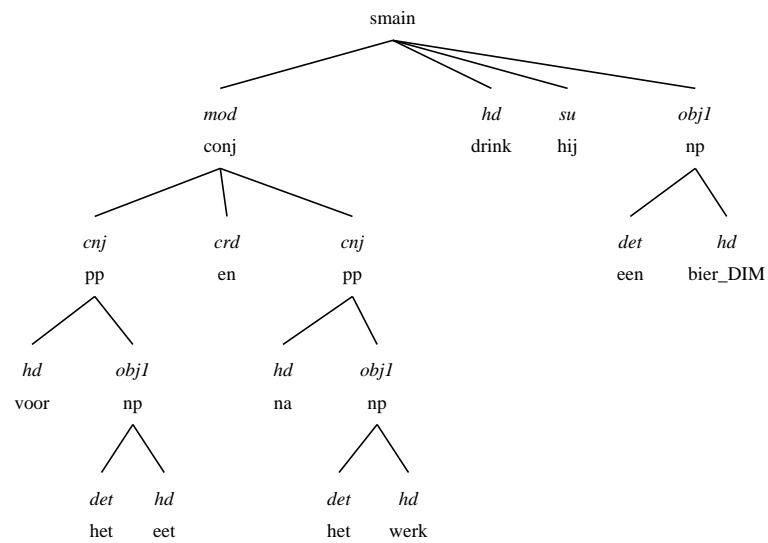 smain
mod hd su obj1
conj drink hij np
cnj crd cnj det hd
pp en pp een bier_DIM
hd obj1 hd obj1
voor np na np
det hd det hd
het eet het werk